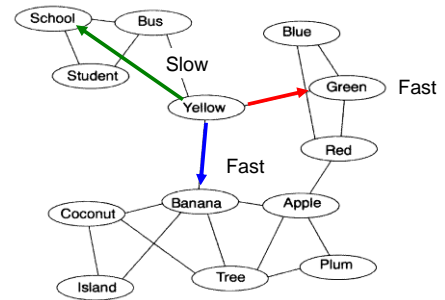 School
Bus
Blue
Slow
Student
Green
Fast
Yellow
Red
Fast
Banana
Apple
Coconut
Plum
Tree
Island